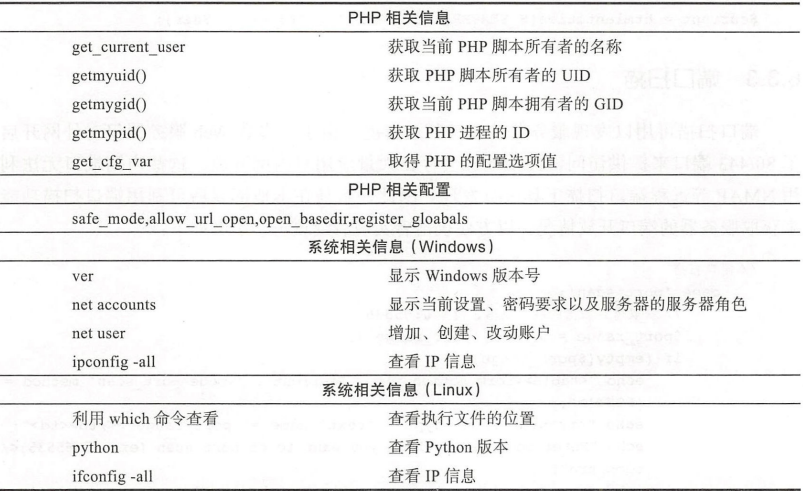 PHP 相关信息
get_current_user 获取当前 PHP 脚本所有者的名称
getmyuid() 获取 PHP 脚本所有者的 UID
getmygid() 获取当前 PHP 脚本拥有者的 GID
getmypid() 获取 PHP 进程的 ID
get_cfg_var 取得 PHP 的配置选项值
PHP 相关配置
safe_mode,allow_url_open,open_basedir,register_gloabals
系统相关信息（Windows）
ver 显示 Windows 版本号
net accounts 显示当前设置、密码要求以及服务器的服务器角色
net user 增加、创建、改动账户
ipconfig -all 查看 IP 信息
系统相关信息（Linux）
利用 which 命令查看 查看执行文件的位置
python 查看 Python 版本
ifconfig -all 查看 IP 信息